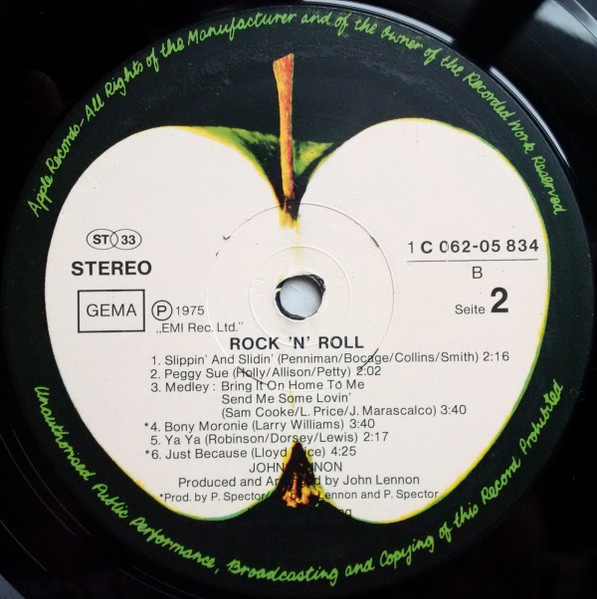 Apple Records-All Rights of the Manufacturer and of the Owner of the Recorded Work Reserved
ST 33
STEREO
GEMA
P 1975
„EMI Rec. Ltd."
1 C 062-05 834
B
Seite 2
ROCK 'N' ROLL
1. Slippin' And Slidin' (Penniman/Bocage/Collins/Smith) 2:16
2. Peggy Sue (Holly/Allison/Petty) 2:02
3. Medley : Bring It On Home To Me
Send Me Some Lovin'
(Sam Cooke/L. Price/J. Marascalco) 3:40
*4. Bony Moronie (Larry Williams) 3:40
5. Ya Ya (Robinson/Dorsey/Lewis) 2:17
*6. Just Because (Lloyd Price) 4:25
JOHN LENNON
Produced and Arranged by John Lennon
*Prod. by P. Spector/ Lennon and P. Spector
Unauthorised Public Performance, Broadcasting and Copying of this Record Prohibited